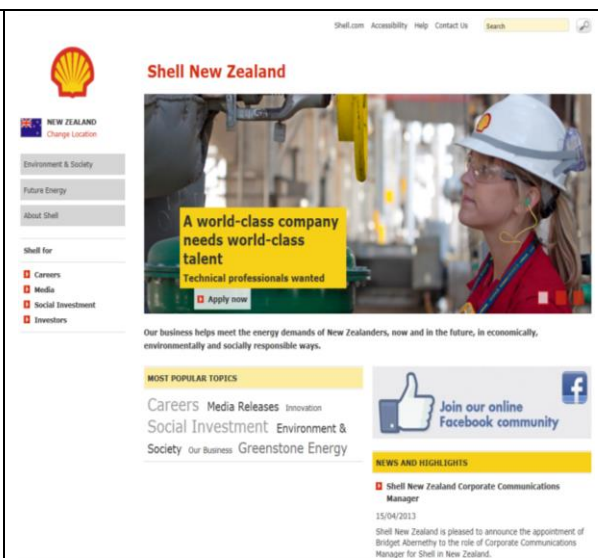 Shell.com Accessibility Help Contact Us Search
Shell New Zealand
NEW ZEALAND
Change Location
Environment & Society
Future Energy
About Shell
Shell for
Careers
Media
Social Investment
Investors
A world-class company
needs world-class
talent
Technical professionals wanted
Apply now
Our business helps meet the energy demands of New Zealanders, now and in the future, in economically,
environmentally and socially responsible ways.
MOST POPULAR TOPICS
Careers Media Releases Innovation
Social Investment Environment &
Society Our Business Greenstone Energy
Join our online
Facebook community
NEWS AND HIGHLIGHTS
Shell New Zealand Corporate Communications
Manager
15/04/2013
Shell New Zealand is pleased to announce the appointment of
Bridget Abernethy to the role of Corporate Communications
Manager for Shell in New Zealand.